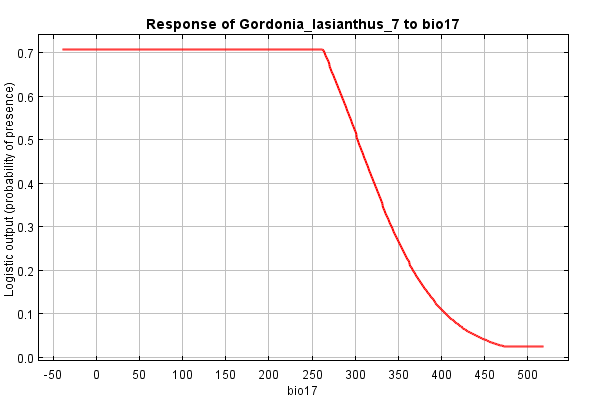 Response of Gordonia_lasianthus_7 to bio17
Logistic output (probability of presence)
0.7
0.6
0.5
0.4
0.3
0.2
0.1
0.0
-50 0 50 100 150 200 250 300 350 400 450 500
bio17